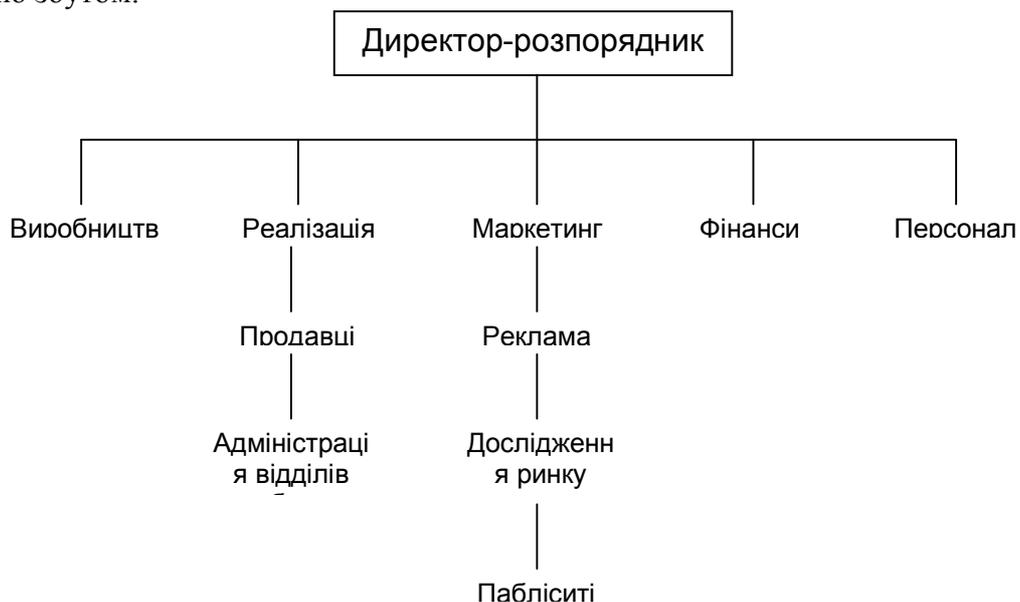 збутом.
Директор-розпорядник
Виробництв Реалізація Маркетинг Фінанси Персонал
Продавці Реклама
Адміністраці Дослідженн
я відділів я ринку
Пабліситі